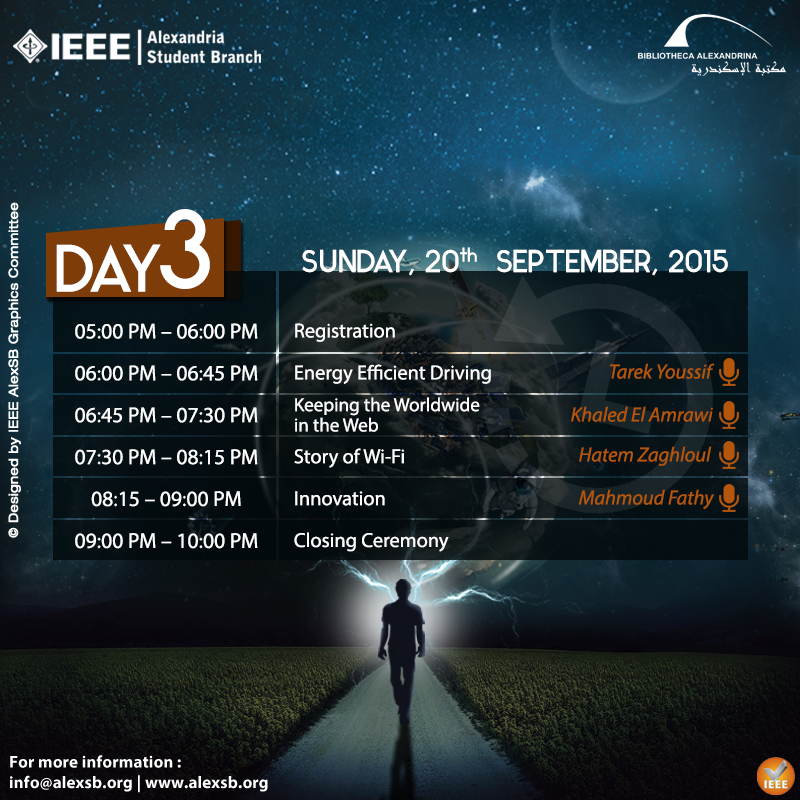 IEEE | Alexandria
Student Branch
BIBLIOTHECA ALEXANDRINA
مكتبة الإسكندرية
© Designed by IEEE AlexSB Graphics Committee
DAY 3
SUNDAY, 20th SEPTEMBER, 2015
05:00 PM – 06:00 PM Registration
06:00 PM – 06:45 PM Energy Efficient Driving Tarek Youssif
06:45 PM – 07:30 PM Keeping the Worldwide
in the Web Khaled El Amrawi
07:30 PM – 08:15 PM Story of Wi-Fi Hatem Zaghloul
08:15 – 09:00 PM Innovation Mahmoud Fathy
09:00 PM – 10:00 PM Closing Ceremony
For more information :
info@alexsb.org | www.alexsb.org
IEEE